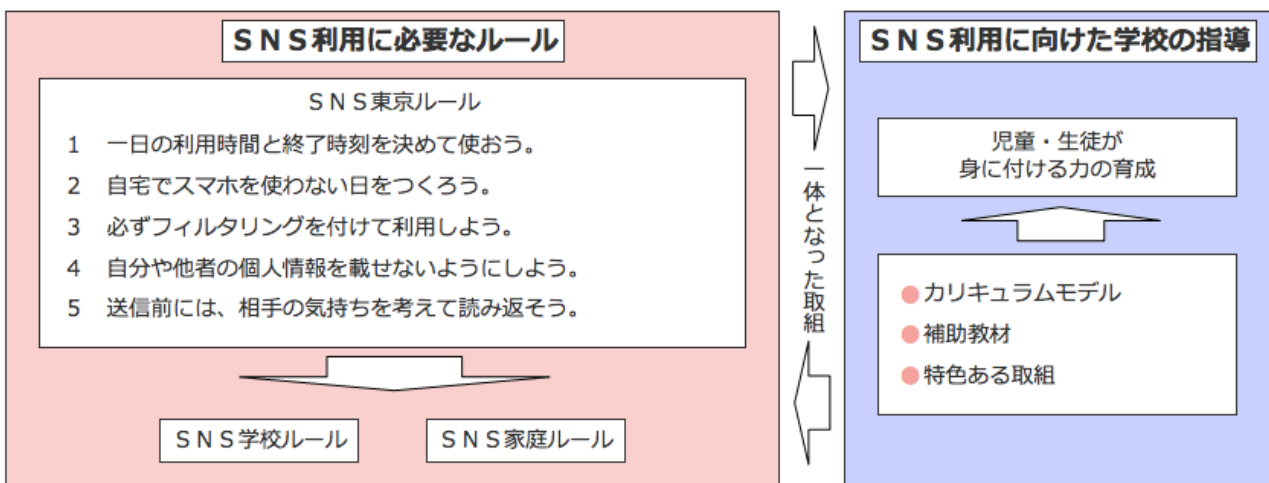 ＳＮＳ利用に必要なルール
ＳＮＳ東京ルール
1 一日の利用時間と終了時刻を決めて使おう。
2 自宅でスマホを使わない日をつくろう。
3 必ずフィルタリングを付けて利用しよう。
4 自分や他者の個人情報を載せないようにしよう。
5 送信前には、相手の気持ちを考えて読み返そう。
ＳＮＳ学校ルール
ＳＮＳ家庭ルール
一体となった取組
ＳＮＳ利用に向けた学校の指導
児童・生徒が
身に付ける力の育成
●カリキュラムモデル
●補助教材
●特色ある取組